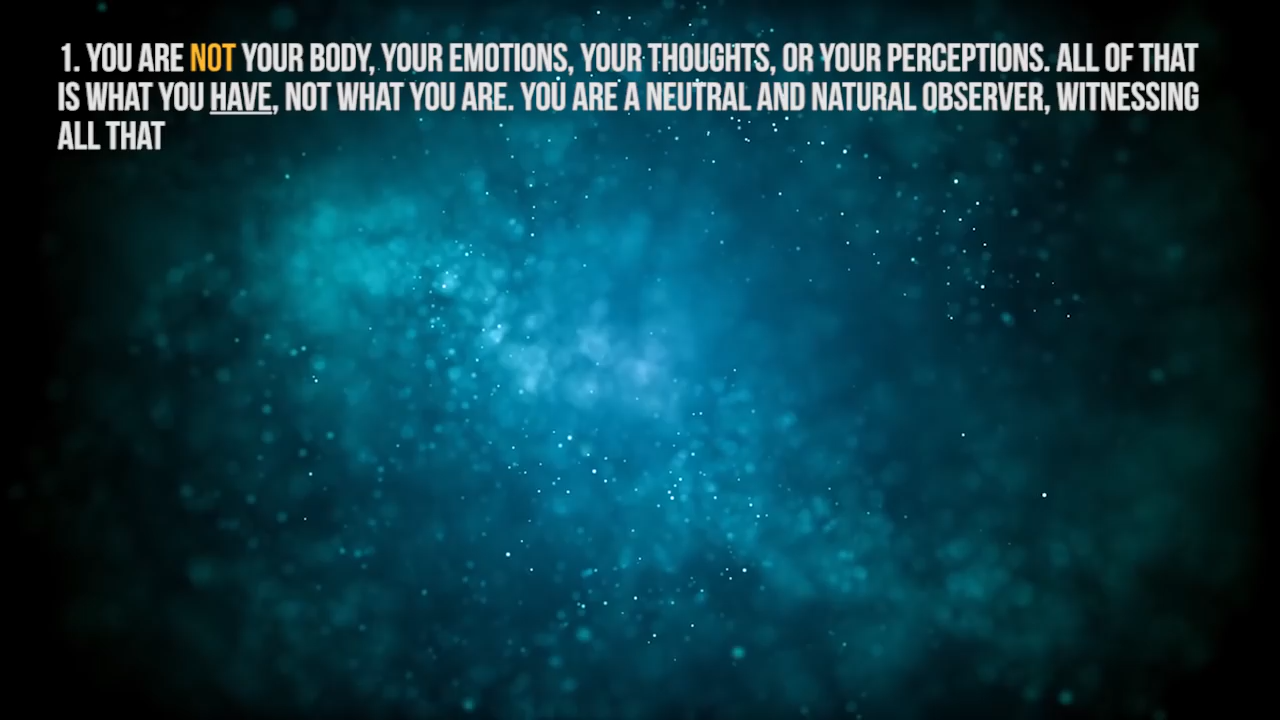 1. YOU ARE NOT YOUR BODY, YOUR EMOTIONS, YOUR THOUGHTS, OR YOUR PERCEPTIONS. ALL OF THAT
IS WHAT YOU HAVE, NOT WHAT YOU ARE. YOU ARE A NEUTRAL AND NATURAL OBSERVER, WITNESSING
ALL THAT